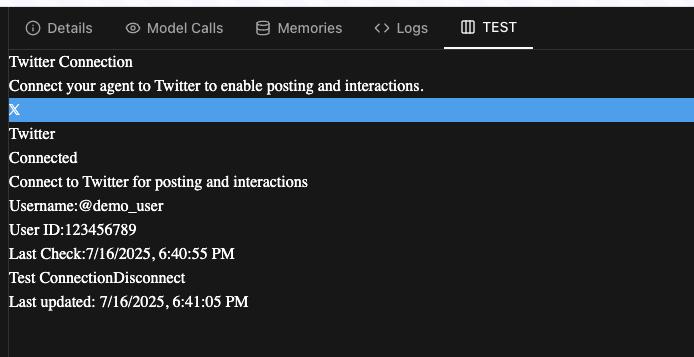 Details
Model Calls
Memories
Logs
TEST
Twitter Connection
Connect your agent to Twitter to enable posting and interactions.
𝕏
Twitter
Connected
Connect to Twitter for posting and interactions
Username:@demo_user
User ID:123456789
Last Check:7/16/2025, 6:40:55 PM
Test ConnectionDisconnect
Last updated: 7/16/2025, 6:41:05 PM